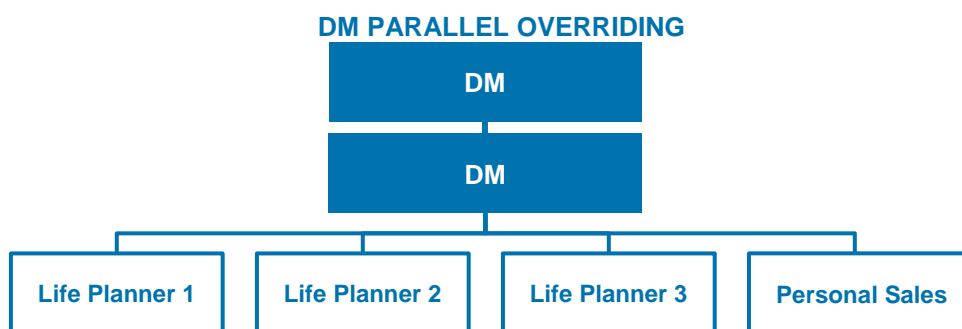 DM PARALLEL OVERRIDING
DM
DM
Life Planner 1
Life Planner 2
Life Planner 3
Personal Sales